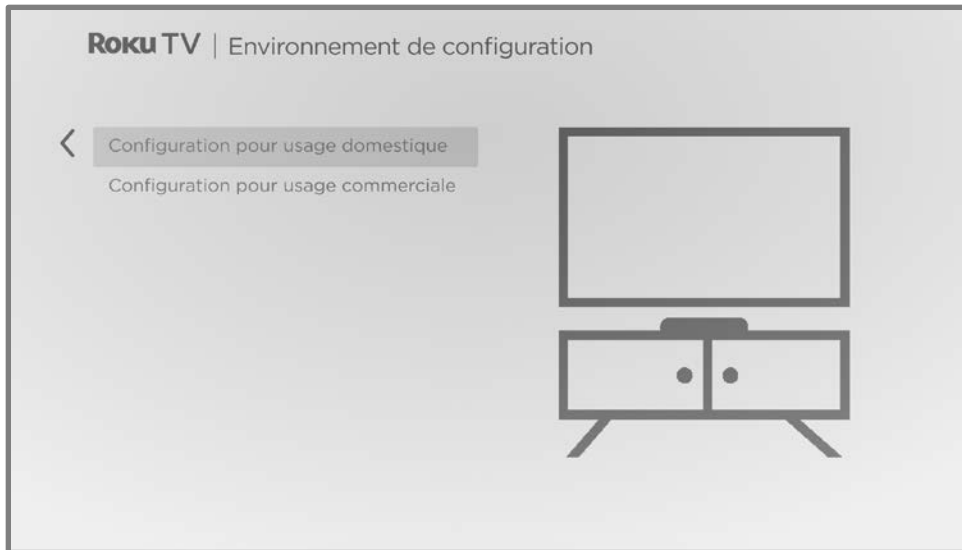 Roku TV | Environnement de configuration
Configuration pour usage domestique
Configuration pour usage commerciale